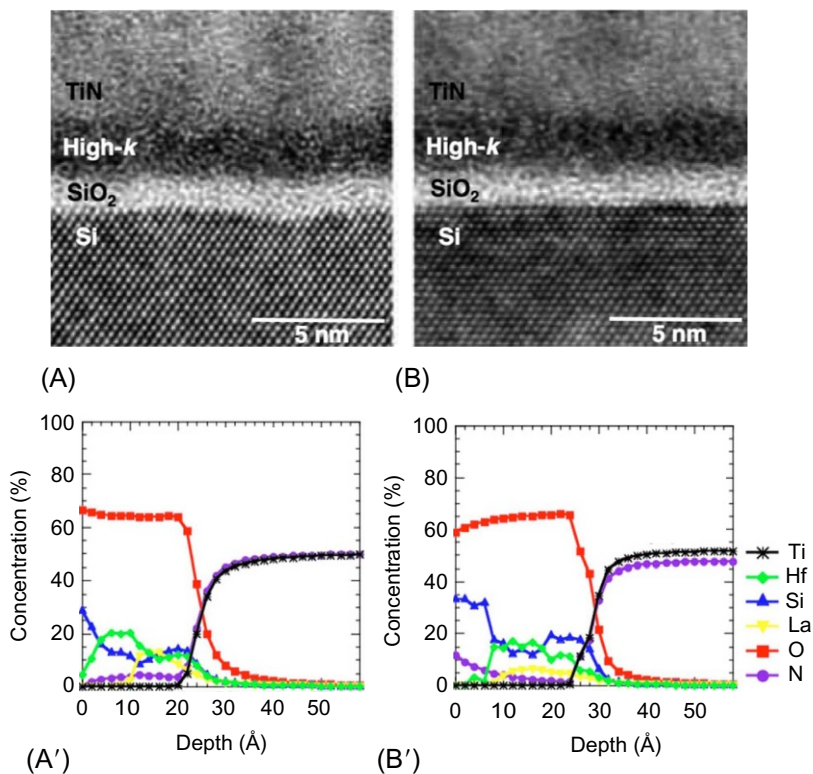 TiN
High-k
SiO₂
Si
5 nm
(A)
TiN
High-k
SiO₂
Si
5 nm
(B)
100
80
60
40
20
0
Concentration (%)
0 10 20 30 40 50
Depth (Å)
(A′)
100
80
60
40
20
0
Concentration (%)
0 10 20 30 40 50
Depth (Å)
(B′)
Ti
Hf
Si
La
O
N